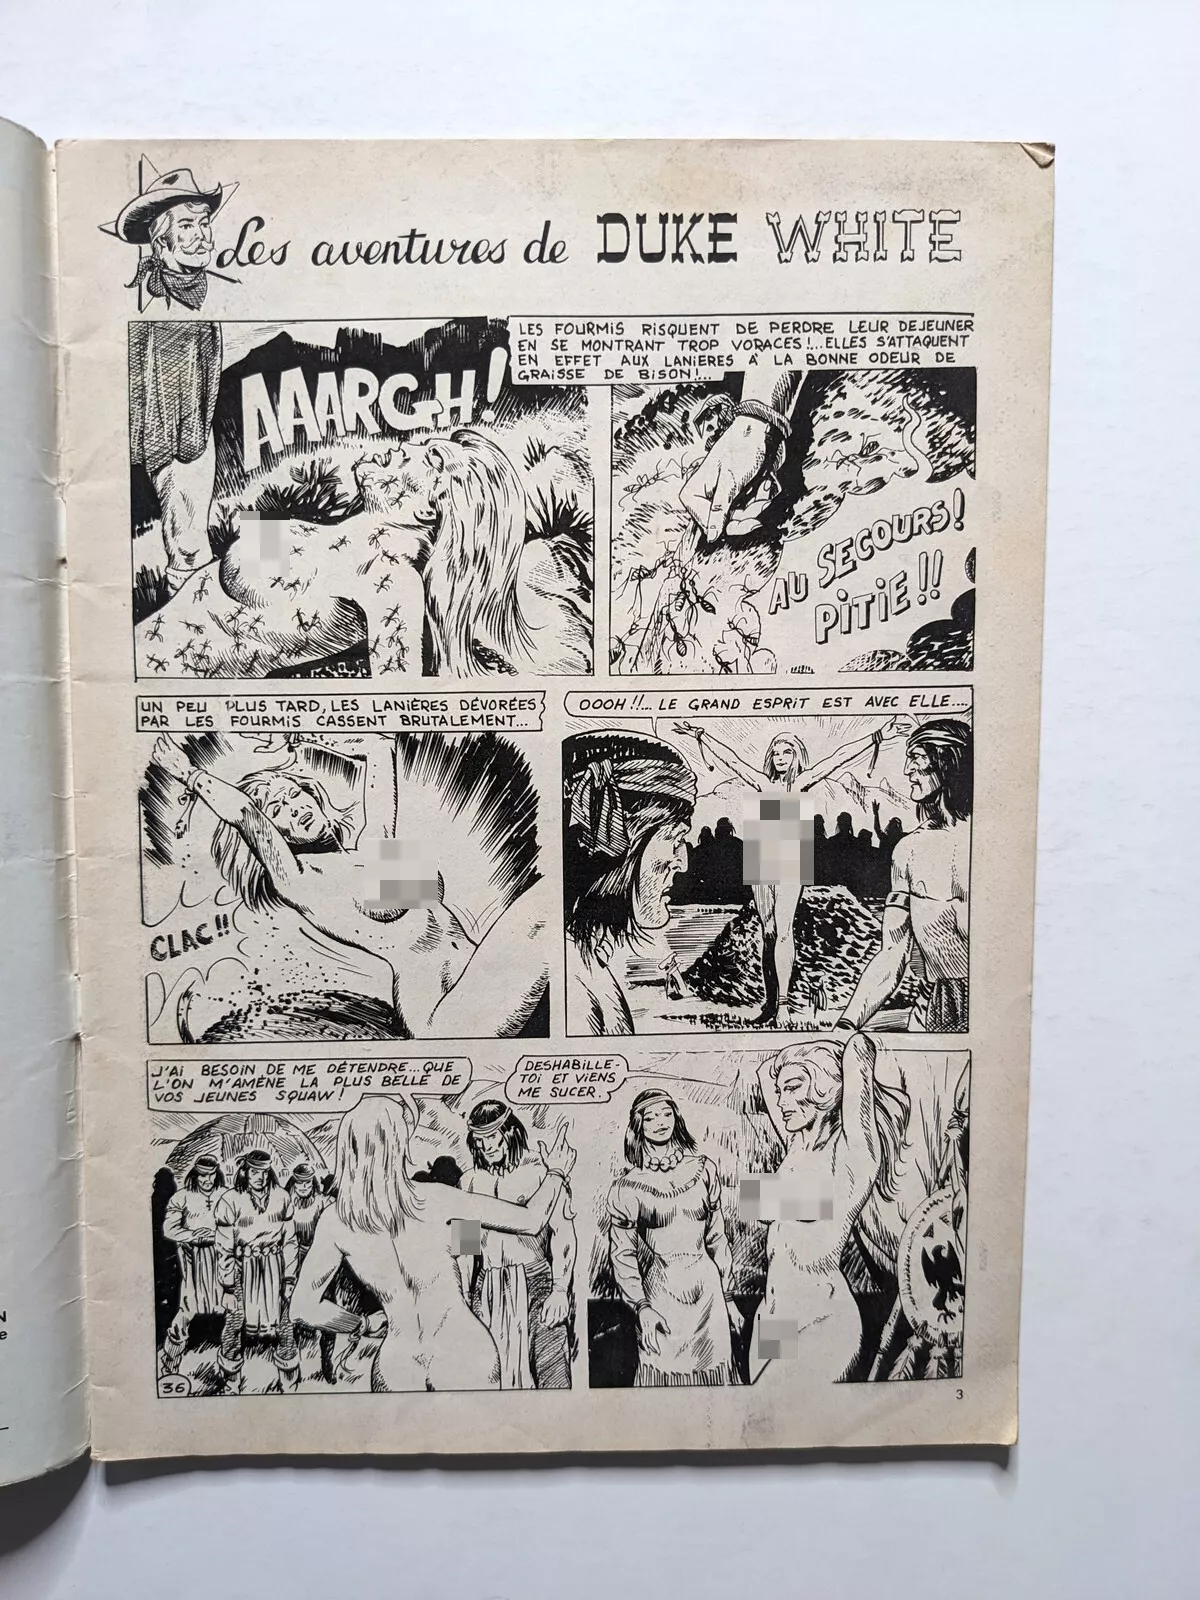 Les aventures de DUKE WHITE
LES FOURMIS RISQUENT DE PERDRE LEUR DEJEUNER
EN SE MONTRANT TROP VORACES!...ELLES S'ATTAQUENT
EN EFFET AUX LANIERES À LA BONNE ODEUR DE
GRAISSE DE BISON!...
AAARGH!
AU SECOURS!
PITIE!!
UN PEU PLUS TARD, LES LANIÈRES DÉVORÉES
PAR LES FOURMIS CASSENT BRUTALEMENT...
CLAC!!
OOOH!!... LE GRAND ESPRIT EST AVEC ELLE....
J'AI BESOIN DE ME DÉTENDRE...QUE
L'ON M'AMÈNE LA PLUS BELLE DE
VOS JEUNES SQUAW!
DESHABILLE-
TOI ET VIENS
ME SUCER.
36
3
N
e